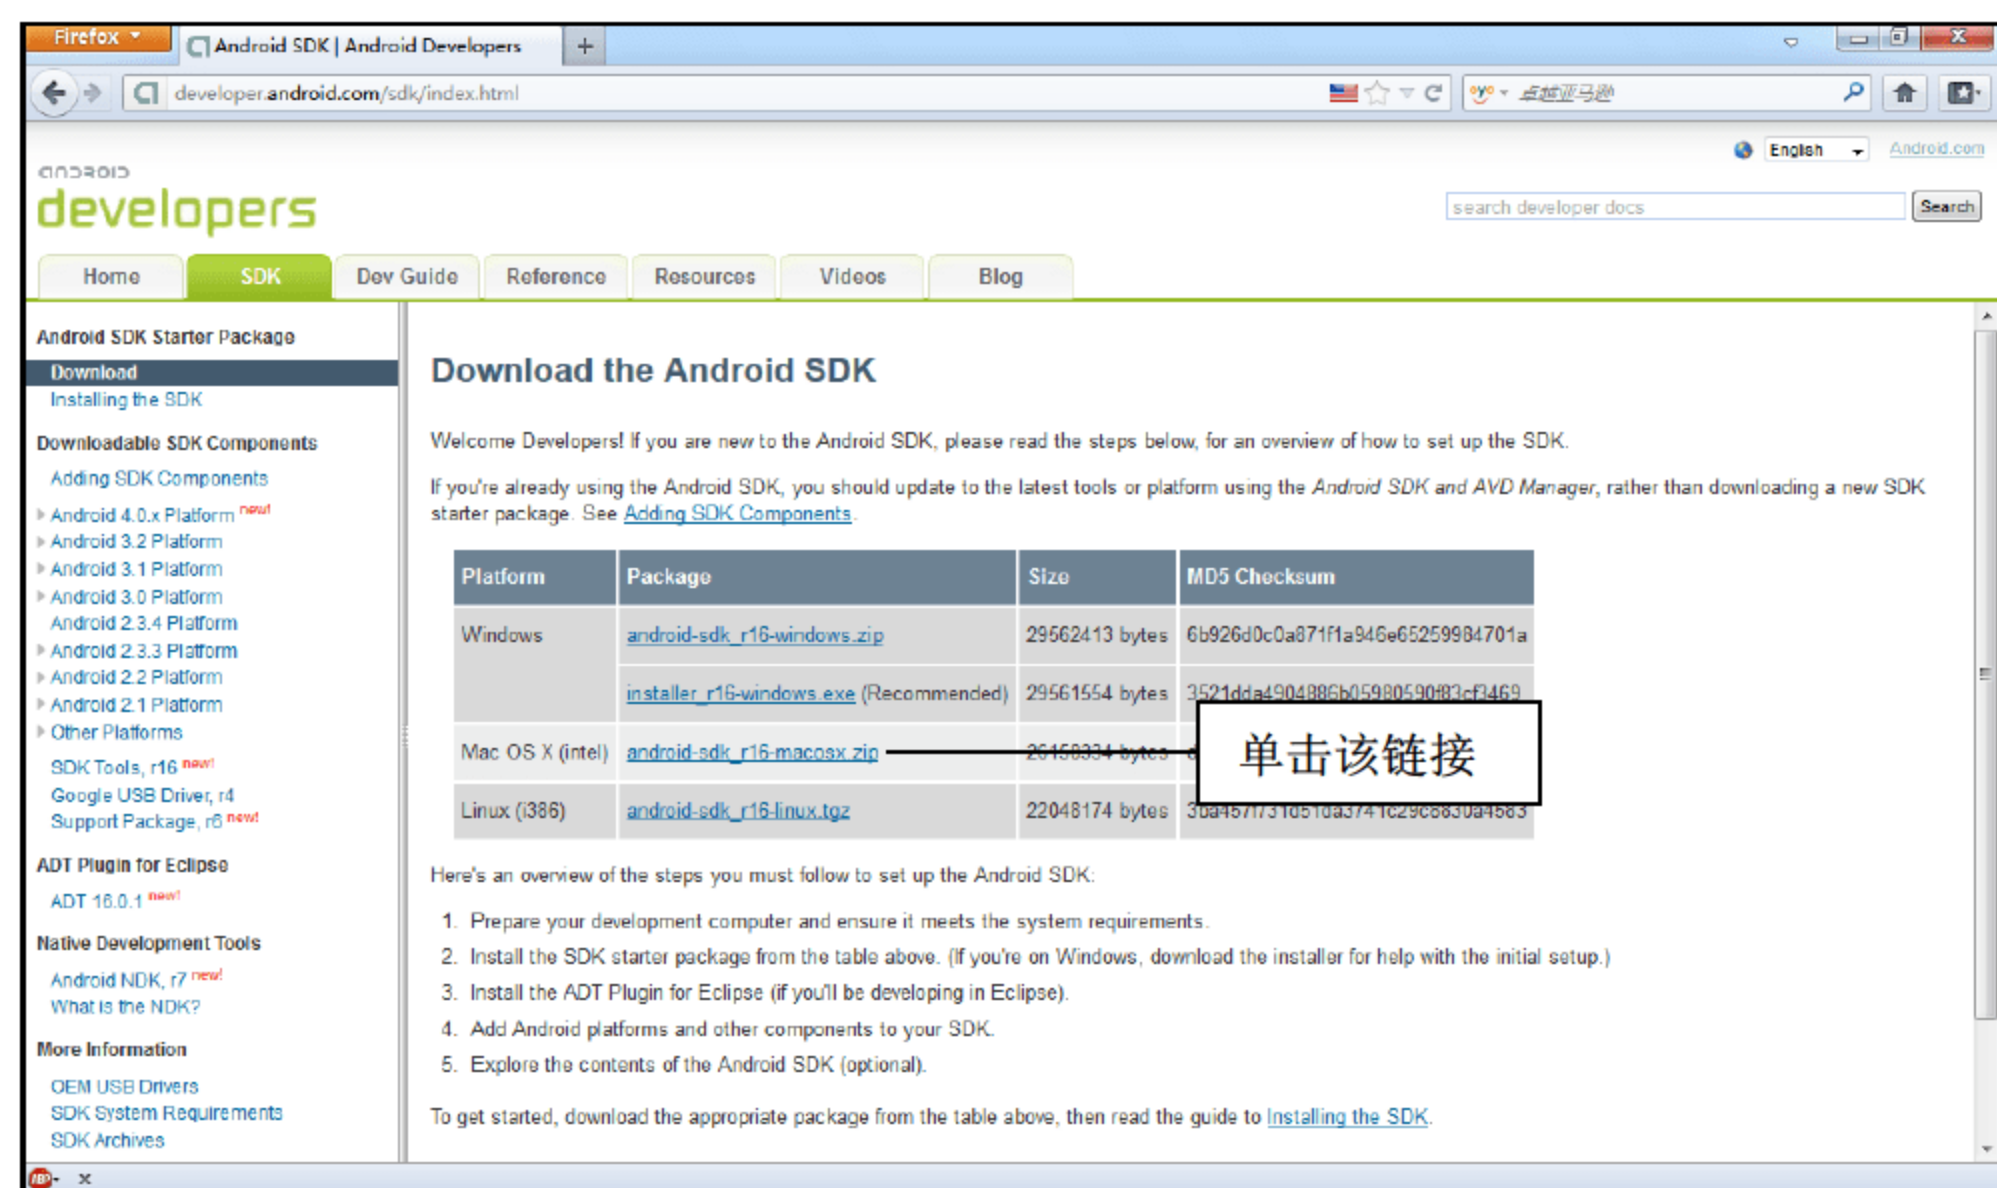 Firefox
Android SDK | Android Developers
+
developer.android.com/sdk/index.html
卓越亚马逊
English
Android.com
android
developers
search developer docs
Search
Home
SDK
Dev Guide
Reference
Resources
Videos
Blog
Android SDK Starter Package
Download
Installing the SDK
Downloadable SDK Components
Adding SDK Components
Android 4.0.x Platform new!
Android 3.2 Platform
Android 3.1 Platform
Android 3.0 Platform
Android 2.3.4 Platform
Android 2.3.3 Platform
Android 2.2 Platform
Android 2.1 Platform
Other Platforms
SDK Tools, r16 new!
Google USB Driver, r4
Support Package, r6 new!
ADT Plugin for Eclipse
ADT 16.0.1 new!
Native Development Tools
Android NDK, r7 new!
What is the NDK?
More Information
OEM USB Drivers
SDK System Requirements
SDK Archives
Download the Android SDK
Welcome Developers! If you are new to the Android SDK, please read the steps below, for an overview of how to set up the SDK.
If you're already using the Android SDK, you should update to the latest tools or platform using the Android SDK and AVD Manager, rather than downloading a new SDK
starter package. See Adding SDK Components.
Platform Package Size MD5 Checksum
Windows android-sdk_r16-windows.zip 29562413 bytes 6b926d0c0a871f1a946e65259984701a
installer_r16-windows.exe (Recommended) 29561554 bytes 3521dda4904886b05980590f83cf3469
Mac OS X (intel) android-sdk_r16-macosx.zip 26158334 bytes
单击该链接
Linux (i386) android-sdk_r16-linux.tgz 22048174 bytes
Here's an overview of the steps you must follow to set up the Android SDK:
1. Prepare your development computer and ensure it meets the system requirements.
2. Install the SDK starter package from the table above. (If you're on Windows, download the installer for help with the initial setup.)
3. Install the ADT Plugin for Eclipse (if you'll be developing in Eclipse).
4. Add Android platforms and other components to your SDK.
5. Explore the contents of the Android SDK (optional).
To get started, download the appropriate package from the table above, then read the guide to Installing the SDK.
ABP
x